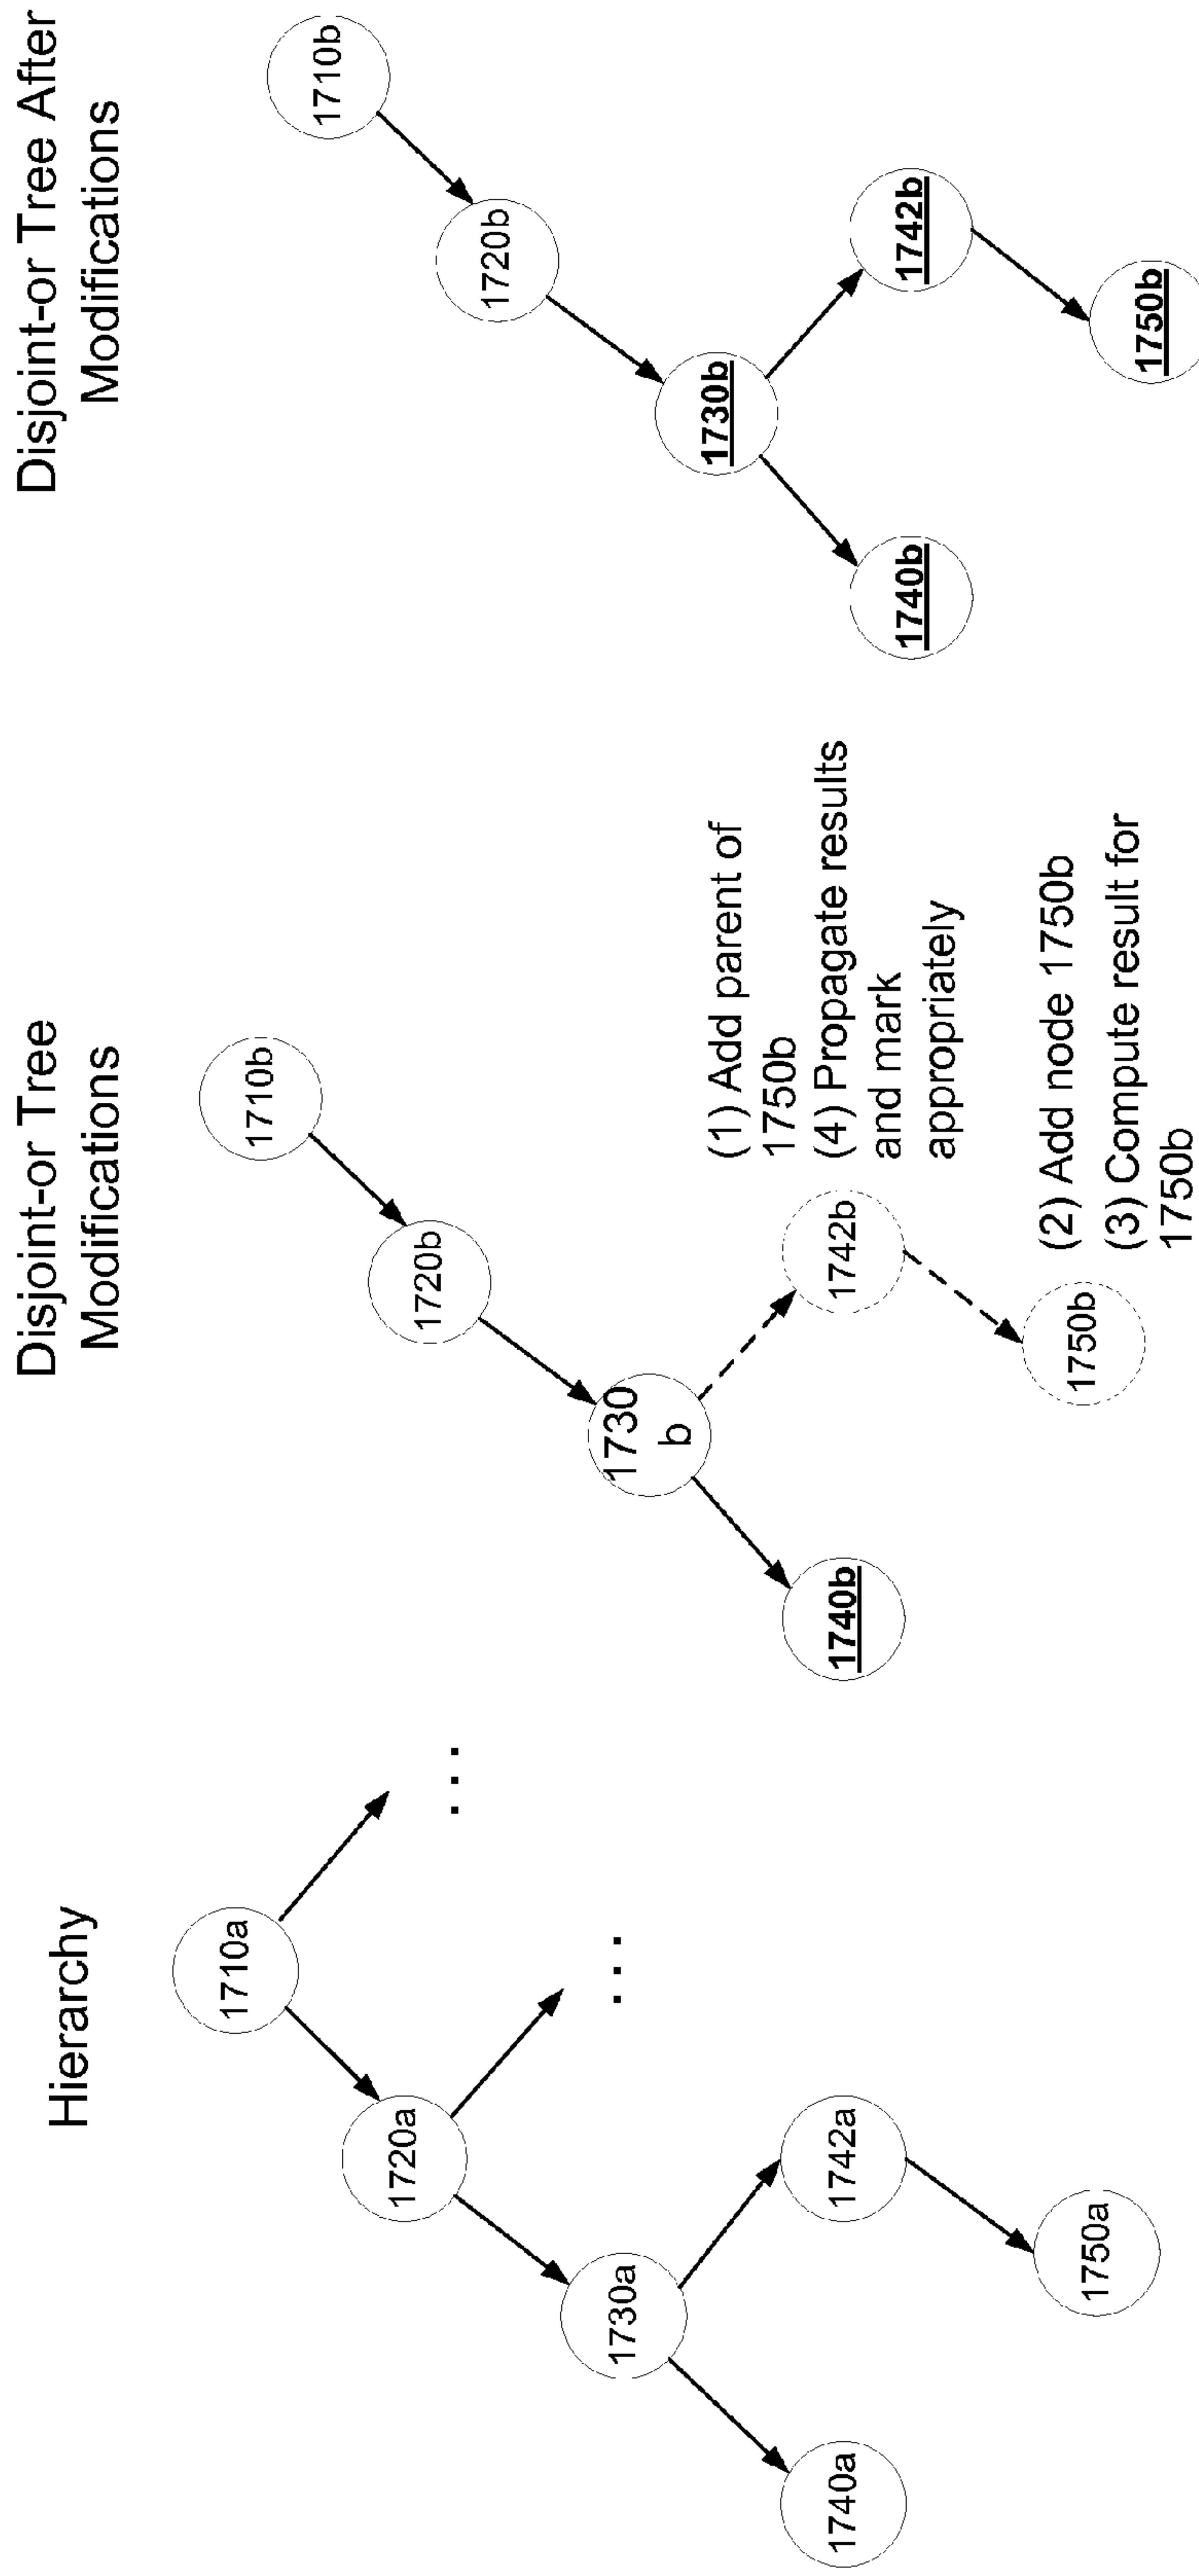 Hierarchy
1710a
1720a
...
1730a
...
1740a
1742a
1750a
Disjoint-or Tree
Modifications
1710b
1720b
1730
b
1740b
1742b
(1) Add parent of
1750b
(4) Propagate results
and mark
appropriately
1750b
(2) Add node 1750b
(3) Compute result for
1750b
Disjoint-or Tree After
Modifications
1710b
1720b
1730b
1740b
1742b
1750b